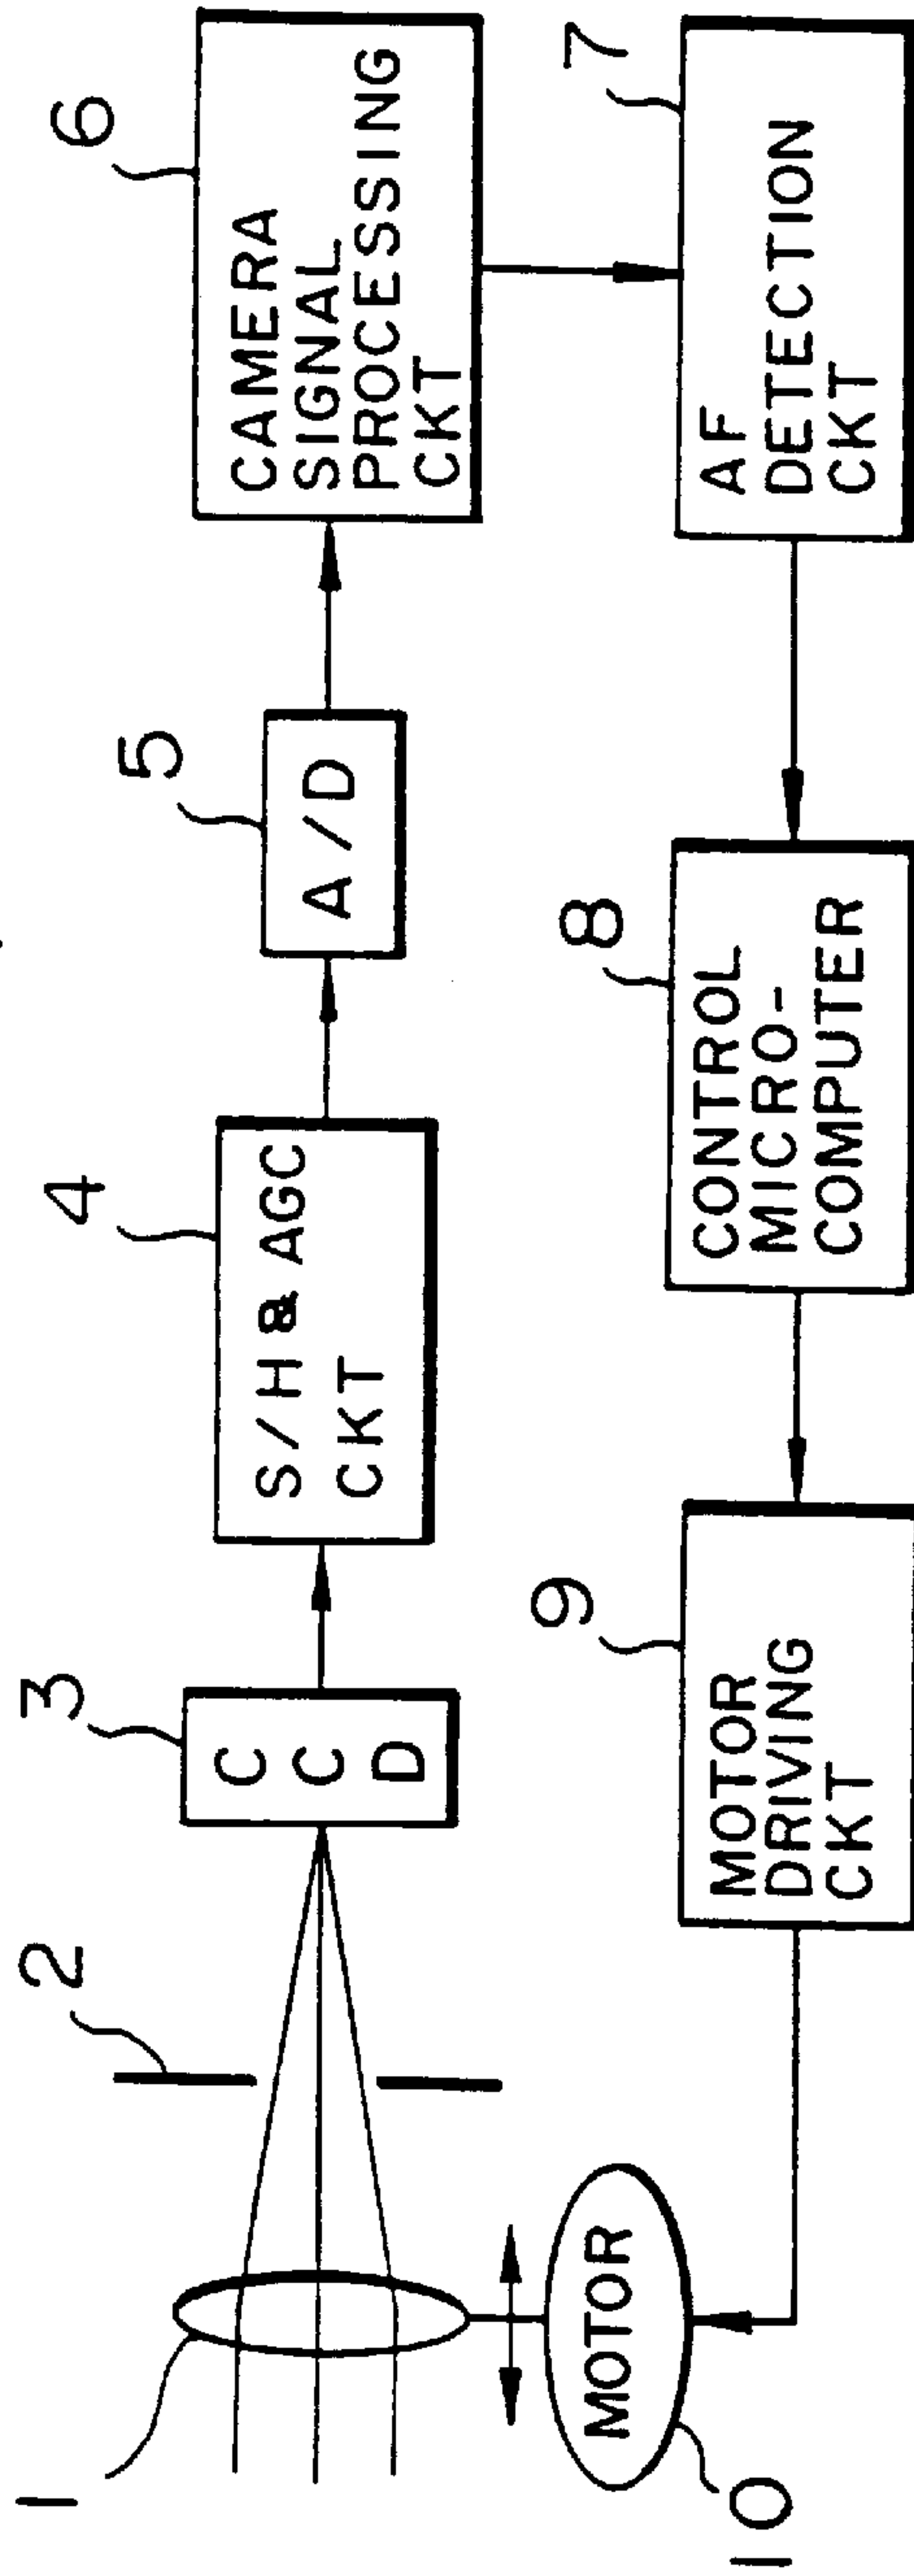 1
2
3
C
C
D
4
S/H & AGC
CKT
5
A/D
6
CAMERA
SIGNAL
PROCESSING
CKT
7
AF
DETECTION
CKT
8
CONTROL
MICRO-
COMPUTER
9
MOTOR
DRIVING
CKT
MOTOR
10